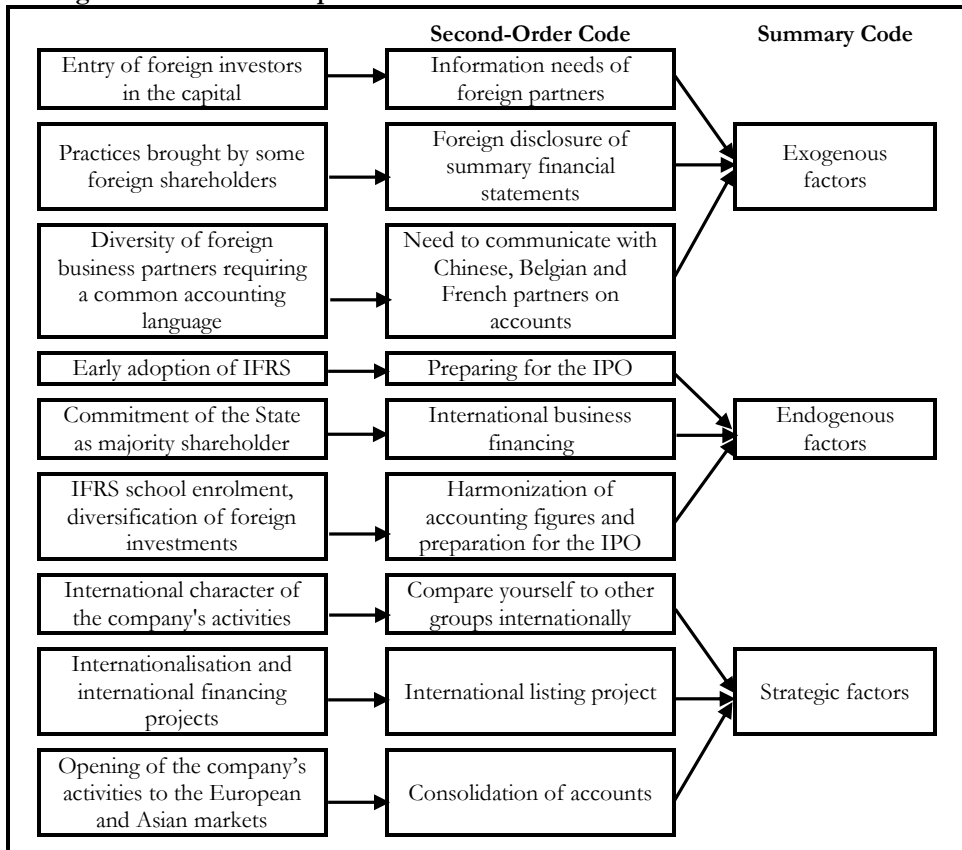 Second-Order Code
Summary Code
Entry of foreign investors
in the capital
Information needs of
foreign partners
Practices brought by some
foreign shareholders
Foreign disclosure of
summary financial
statements
Exogenous
factors
Diversity of foreign
business partners requiring
a common accounting
language
Need to communicate with
Chinese, Belgian and
French partners on
accounts
Early adoption of IFRS
Preparing for the IPO
Commitment of the State
as majority shareholder
International business
financing
Endogenous
factors
IFRS school enrolment,
diversification of foreign
investments
Harmonization of
accounting figures and
preparation for the IPO
International character of
the company's activities
Compare yourself to other
groups internationally
Internationalisation and
international financing
projects
International listing project
Strategic factors
Opening of the company’s
activities to the European
and Asian markets
Consolidation of accounts